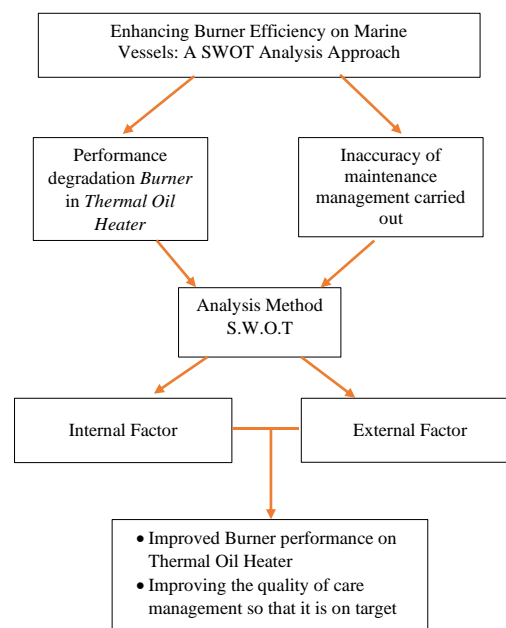 Enhancing Burner Efficiency on Marine
Vessels: A SWOT Analysis Approach
Performance
degradation Burner
in Thermal Oil
Heater
Inaccuracy of
maintenance
management carried
out
Analysis Method
S.W.O.T
Internal Factor
External Factor
• Improved Burner performance on
Thermal Oil Heater
• Improving the quality of care
management so that it is on target